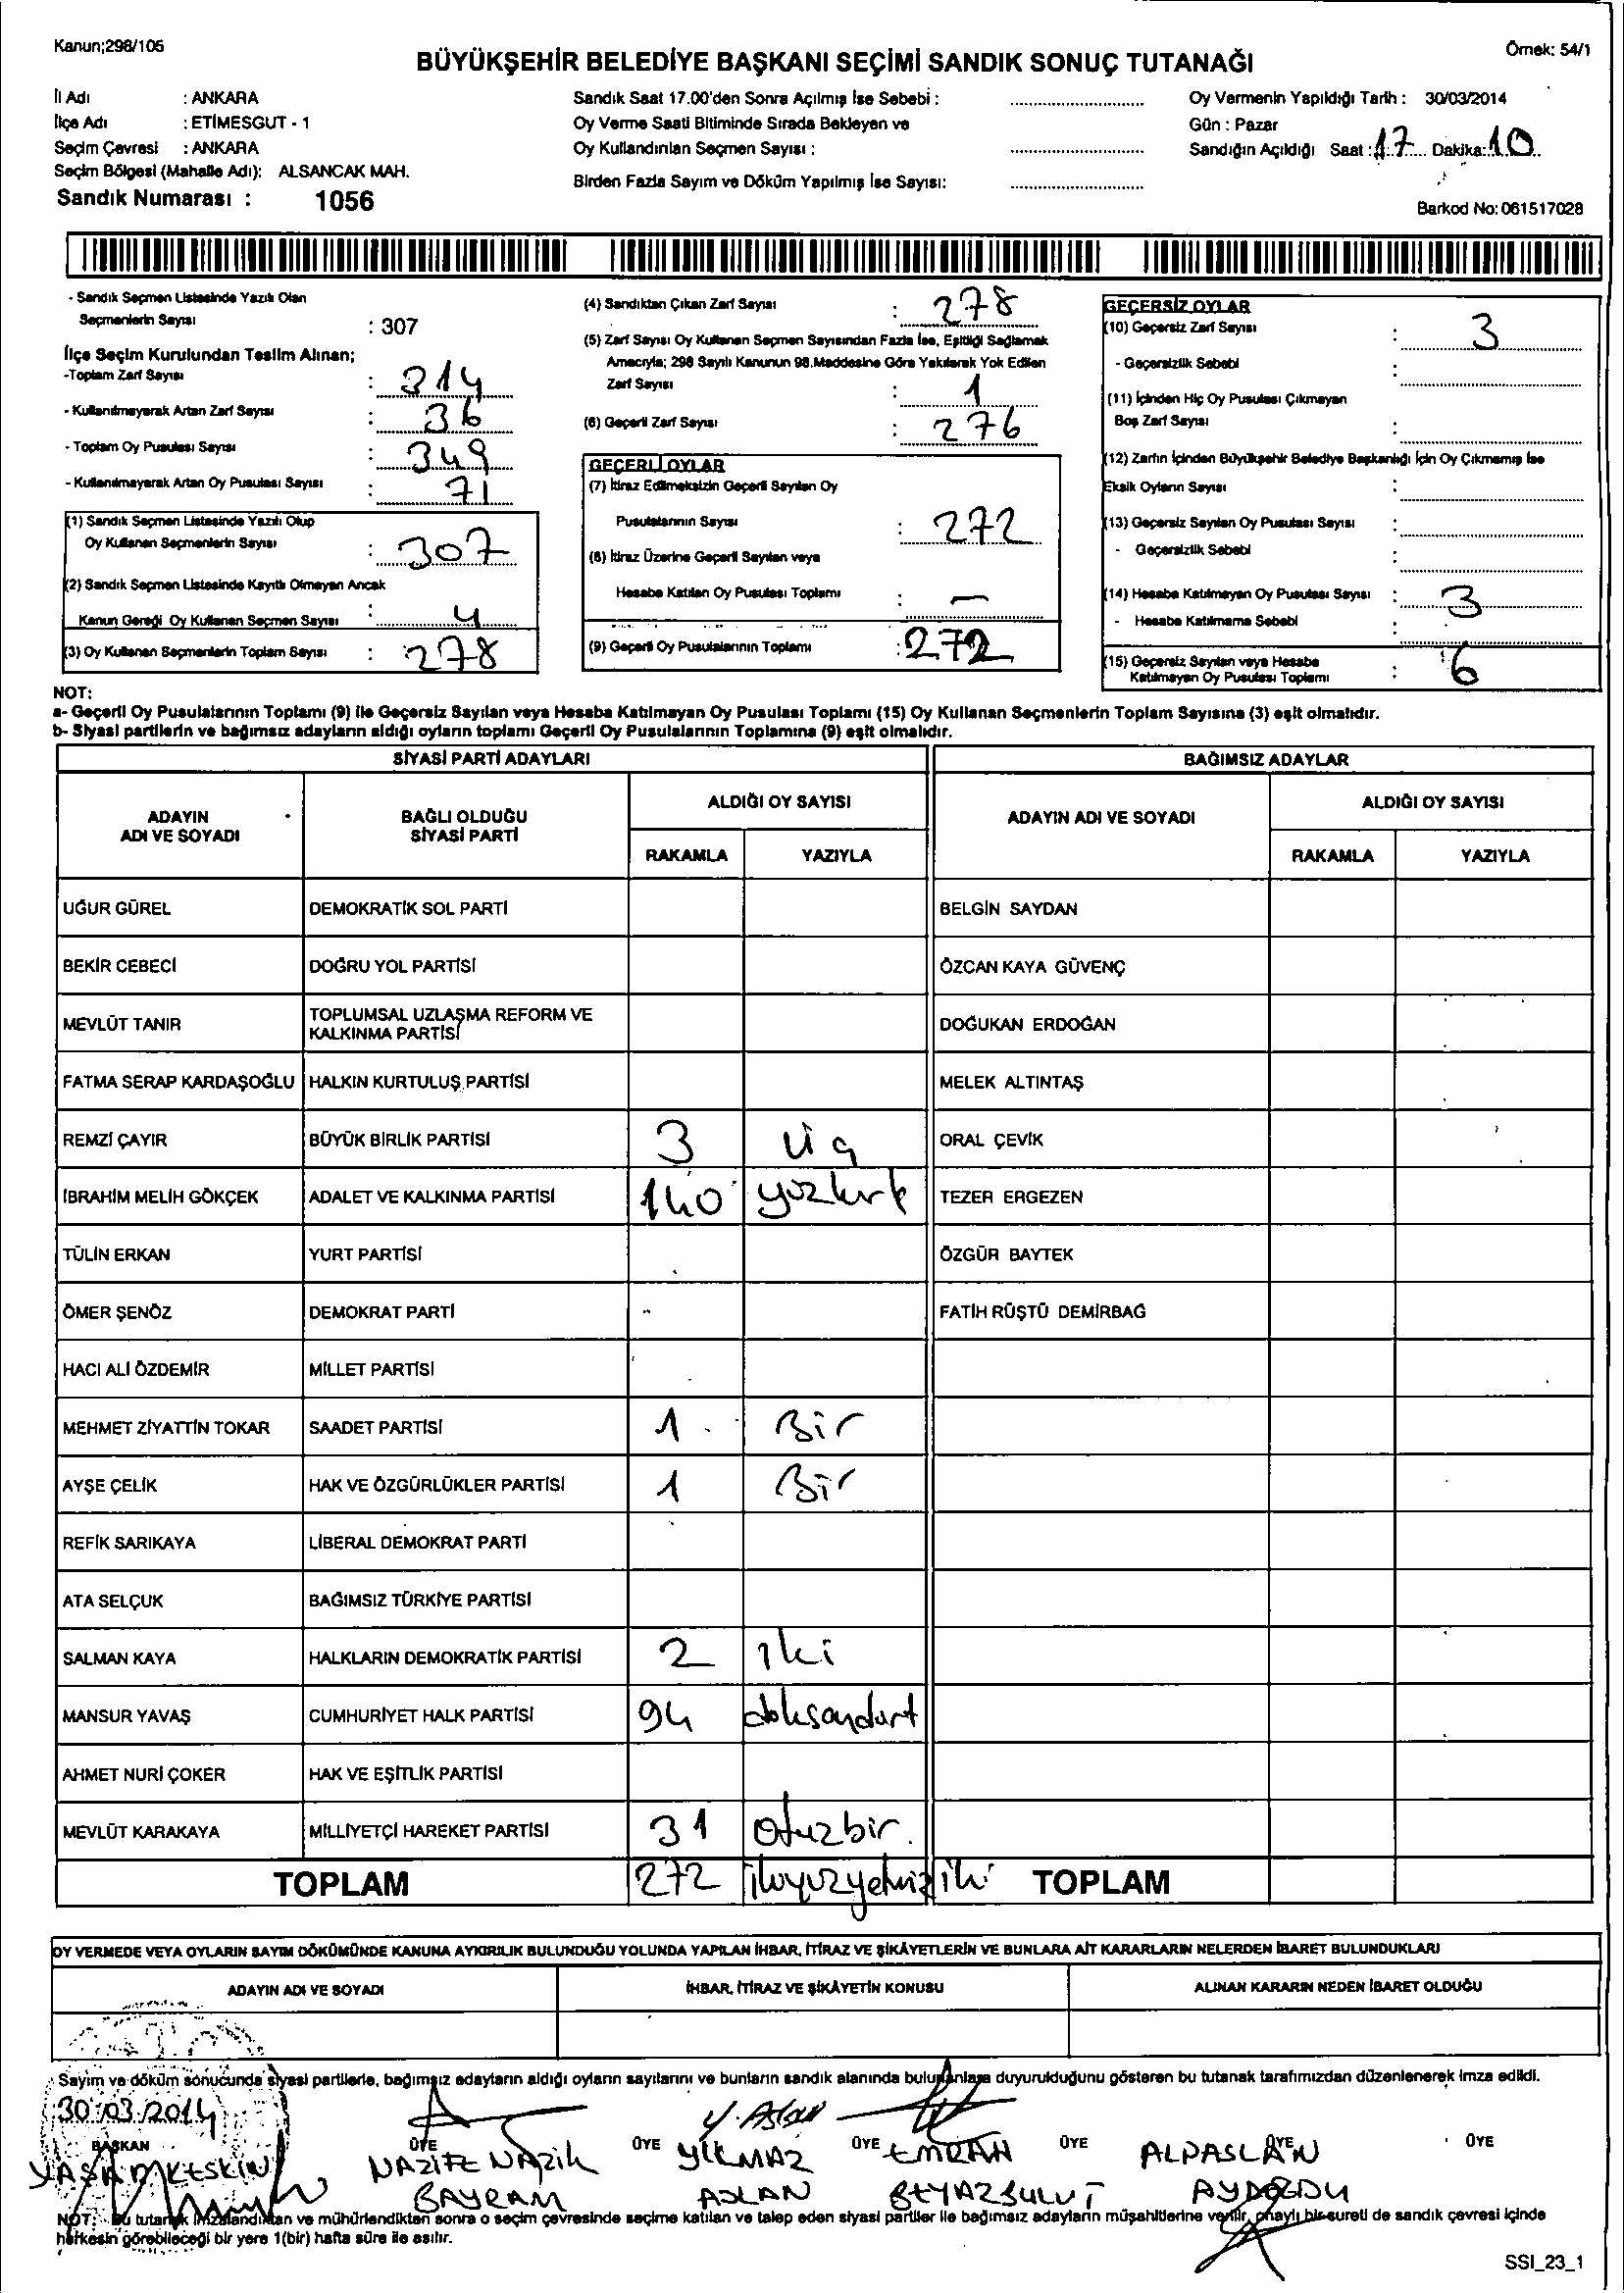 Kanun;298/105
Örnek: 54/1
BÜYÜKŞEHİR BELEDİYE BAŞKANI SEÇİMİ SANDIK SONUÇ TUTANAĞI
İl Adı : ANKARA
İlçe Adı : ETİMESGUT - 1
Seçim Çevresi : ANKARA
Seçim Bölgesi (Mahalle Adı): ALSANCAK MAH.
Sandık Numarası : 1056
Sandık Saat 17.00'den Sonra Açılmış İse Sebebi :
Oy Verme Saati Bitiminde Sırada Bekleyen ve
Oy Kullandırılan Seçmen Sayısı :
Birden Fazla Sayım ve Döküm Yapılmış İse Sayısı:
Oy Vermenin Yapıldığı Tarih : 30/03/2014
Gün : Pazar
Sandığın Açıldığı Saat : 17 Dakika: 10
Barkod No: 061517028
- Sandık Seçmen Listesinde Yazılı Olan
Seçmenlerin Sayısı : 307
İlçe Seçim Kurulundan Teslim Alınan;
-Toplam Zarf Sayısı : 314
- Kullanılmayarak Artan Zarf Sayısı : 36
- Toplam Oy Pusulası Sayısı : 349
- Kullanılmayarak Artan Oy Pusulası Sayısı : 71
(1) Sandık Seçmen Listesinde Yazılı Olup
Oy Kullanan Seçmenlerin Sayısı : 307
(2) Sandık Seçmen Listesinde Kayıtlı Olmayan Ancak
Kanun Gereği Oy Kullanan Seçmen Sayısı : 4
(3) Oy Kullanan Seçmenlerin Toplam Sayısı : 278
(4) Sandıktan Çıkan Zarf Sayısı : 278
(5) Zarf Sayısı Oy Kullanan Seçmen Sayısından Fazla İse, Eşitliği Sağlamak
Amacıyla; 298 Sayılı Kanunun 98.Maddesine Göre Yakılarak Yok Edilen
Zarf Sayısı : 1
(6) Geçerli Zarf Sayısı : 276
GEÇERLİ OYLAR
(7) İtiraz Edilmeksizin Geçerli Sayılan Oy
Pusulalarının Sayısı : 272
(8) İtiraz Üzerine Geçerli Sayılan veya
Hesaba Katılan Oy Pusulası Toplamı : -
(9) Geçerli Oy Pusulalarının Toplamı : 272
GEÇERSİZ OYLAR
(10) Geçersiz Zarf Sayısı : 3
- Geçersizlik Sebebi :
(11) İçinden Hiç Oy Pusulası Çıkmayan
Boş Zarf Sayısı :
(12) Zarfın İçinden Büyükşehir Belediye Başkanlığı İçin Oy Çıkmamış İse
Eksik Oyların Sayısı :
(13) Geçersiz Sayılan Oy Pusulası Sayısı :
- Geçersizlik Sebebi :
(14) Hesaba Katılmayan Oy Pusulası Sayısı : 3
- Hesaba Katılmama Sebebi :
(15) Geçersiz Sayılan veya Hesaba
Katılmayan Oy Pusulası Toplamı : 6
NOT:
a- Geçerli Oy Pusulalarının Toplamı (9) ile Geçersiz Sayılan veya Hesaba Katılmayan Oy Pusulası Toplamı (15) Oy Kullanan Seçmenlerin Toplam Sayısına (3) eşit olmalıdır.
b- Siyasi partilerin ve bağımsız adayların aldığı oyların toplamı Geçerli Oy Pusulalarının Toplamına (9) eşit olmalıdır.
SİYASİ PARTİ ADAYLARI BAĞIMSIZ ADAYLAR
ADAYIN ADI VE SOYADI BAĞLI OLDUĞU SİYASİ PARTİ ALDIĞI OY SAYISI ADAYIN ADI VE SOYADI ALDIĞI OY SAYISI
RAKAMLA YAZIYLA RAKAMLA YAZIYLA
UĞUR GÜREL DEMOKRATİK SOL PARTİ BELGİN SAYDAN
BEKİR CEBECİ DOĞRU YOL PARTİSİ ÖZCAN KAYA GÜVENÇ
MEVLÜT TANIR TOPLUMSAL UZLAŞMA REFORM VE KALKINMA PARTİSİ DOĞUKAN ERDOĞAN
FATMA SERAP KARDAŞOĞLU HALKIN KURTULUŞ PARTİSİ MELEK ALTINTAŞ
REMZİ ÇAYIR BÜYÜK BİRLİK PARTİSİ 3 üç ORAL ÇEVİK
İBRAHİM MELİH GÖKÇEK ADALET VE KALKINMA PARTİSİ 140 yüzkırk TEZER ERGEZEN
TÜLİN ERKAN YURT PARTİSİ ÖZGÜR BAYTEK
ÖMER ŞENÖZ DEMOKRAT PARTİ FATİH RÜŞTÜ DEMİRBAĞ
HACI ALİ ÖZDEMİR MİLLET PARTİSİ
MEHMET ZİYATTİN TOKAR SAADET PARTİSİ 1 Bir
AYŞE ÇELİK HAK VE ÖZGÜRLÜKLER PARTİSİ 1 Bir
REFİK SARIKAYA LİBERAL DEMOKRAT PARTİ
ATA SELÇUK BAĞIMSIZ TÜRKİYE PARTİSİ
SALMAN KAYA HALKLARIN DEMOKRATİK PARTİSİ 2 iki
MANSUR YAVAŞ CUMHURİYET HALK PARTİSİ 94 doksandört
AHMET NURİ ÇOKER HAK VE EŞİTLİK PARTİSİ
MEVLÜT KARAKAYA MİLLİYETÇİ HAREKET PARTİSİ 31 otuzbir
TOPLAM 272 ikiyüzyetmişiki TOPLAM
OY VERMEDE VEYA OYLARIN SAYIM DÖKÜMÜNDE KANUNA AYKIRILIK BULUNDUĞU YOLUNDA YAPILAN İHBAR, İTİRAZ VE ŞİKÂYETLERİN VE BUNLARA AİT KARARLARIN NELERDEN İBARET BULUNDUKLARI
ADAYIN ADI VE SOYADI İHBAR, İTİRAZ VE ŞİKÂYETİN KONUSU ALINAN KARARIN NEDEN İBARET OLDUĞU
Sayım ve döküm sonucunda siyasi partilerle, bağımsız adayların aldığı oyların sayılarını ve bunların sandık alanında bulunanlara duyurulduğunu gösteren bu tutanak tarafımızdan düzenlenerek imza edildi.
30/03/2014
Y. Aslan
BAŞKAN ÜYE ÜYE ÜYE ÜYE ÜYE ÜYE
YAŞAR KESKİN NAZİFE NAZİK BAYRAM YILMAZ ASLAN EMRAH BEYAZBULUT ALPASLAN AYDOĞDU
NOT: Bu tutanak imzalandıktan ve mühürlendikten sonra o seçim çevresinde seçime katılan ve talep eden siyasi partiler ile bağımsız adayların müşahitlerine verilir, onaylı bir sureti de sandık çevresi içinde
herkesin görebileceği bir yere 1(bir) hafta süre ile asılır.
SSI_23_1